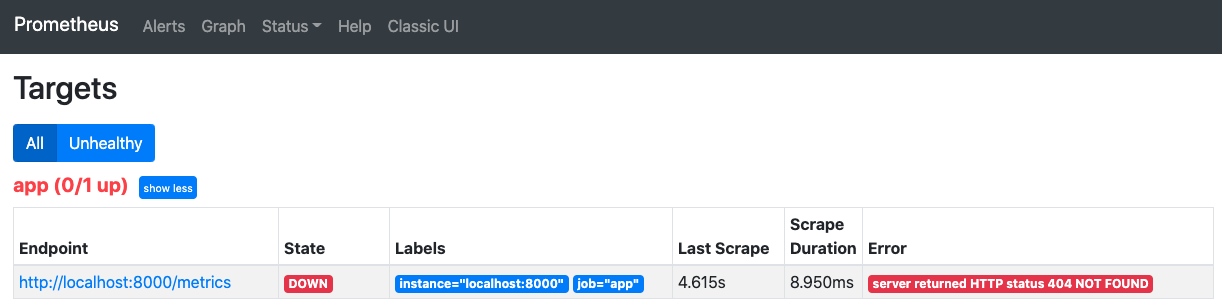 Prometheus Alerts Graph Status Help Classic UI
Targets
All Unhealthy
app (0/1 up) show less
Endpoint State Labels Last Scrape Scrape Duration Error
http://localhost:8000/metrics DOWN instance="localhost:8000" job="app" 4.615s 8.950ms server returned HTTP status 404 NOT FOUND